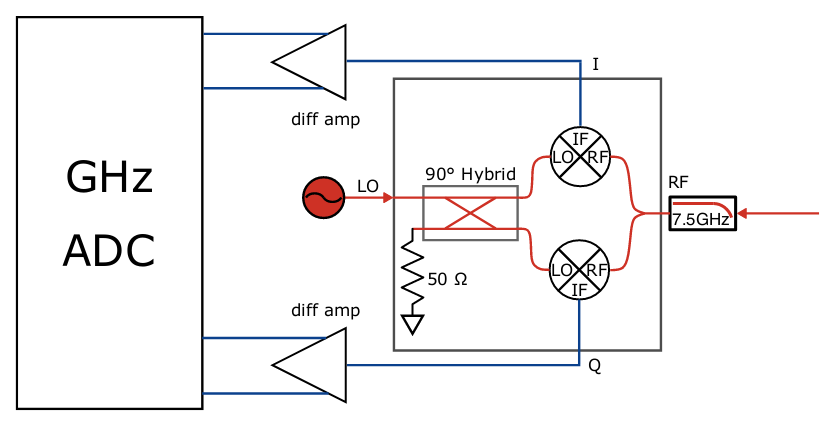 GHz
ADC
diff amp
I
90° Hybrid
LO
IF
LO
RF
RF
7.5GHz
LO
RF
IF
50 Ω
diff amp
Q